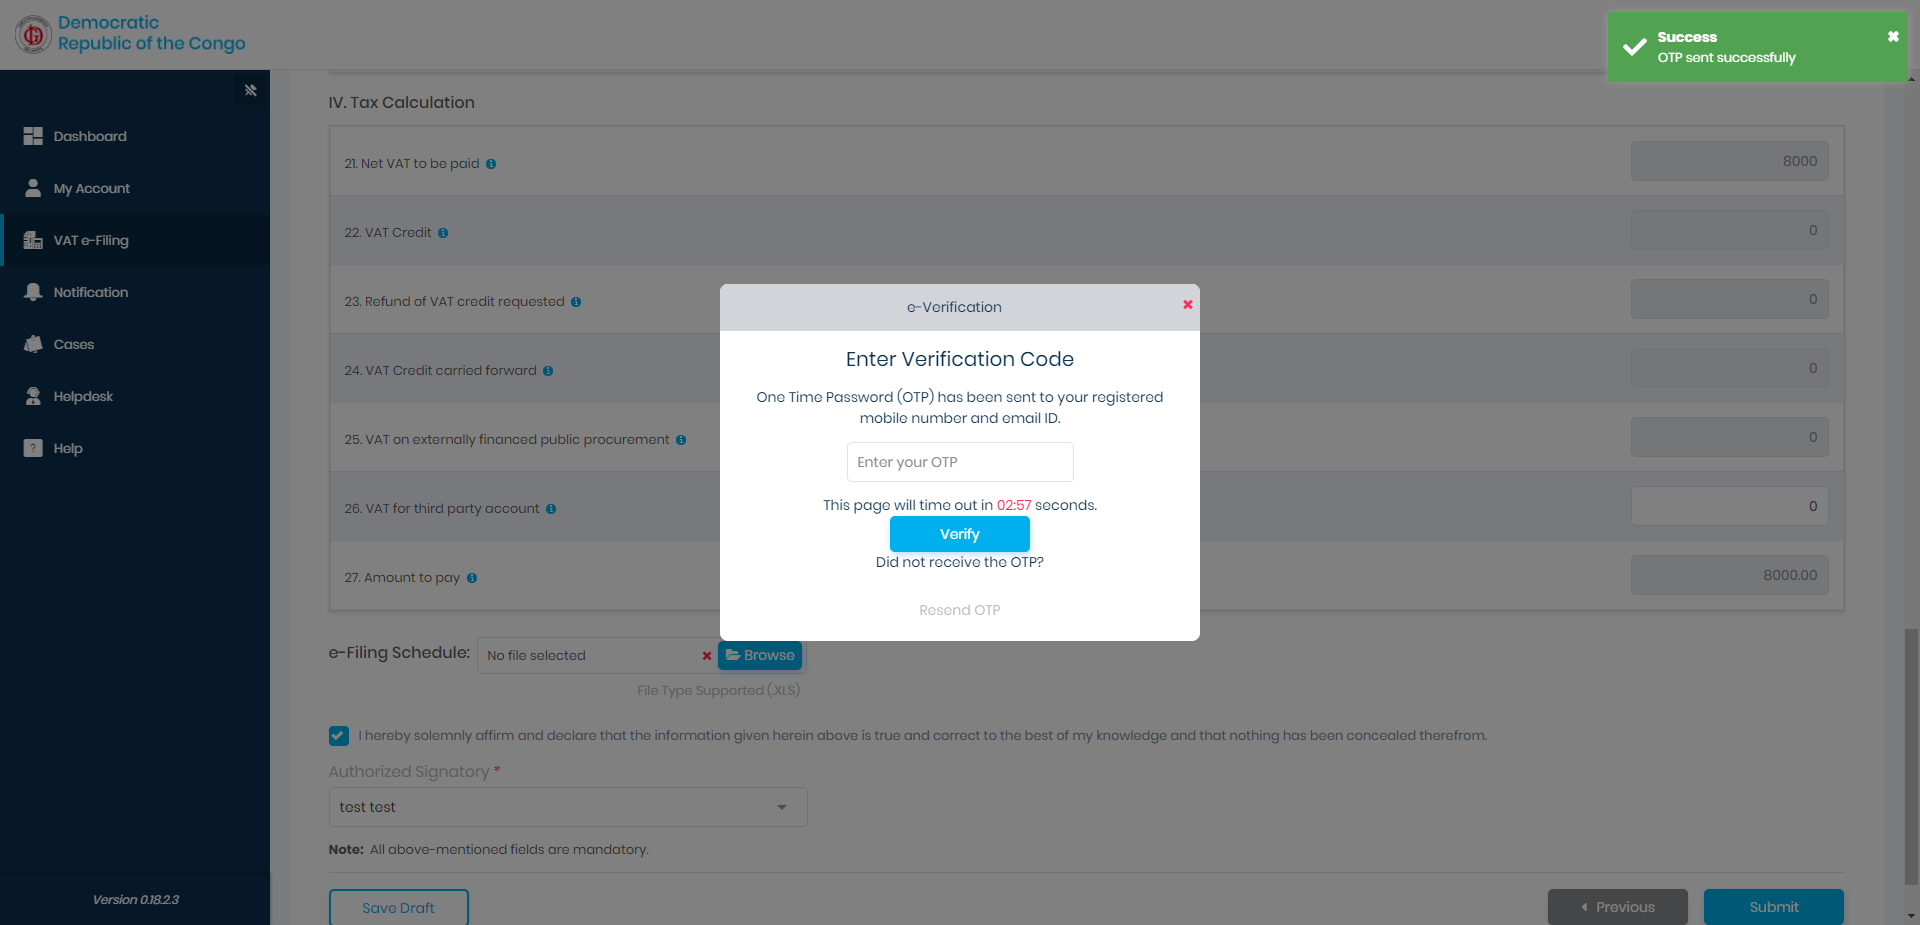 Democratic
Republic of the Congo
Success
OTP sent successfully
Dashboard
My Account
VAT e-Filing
Notification
Cases
Helpdesk
Help
Version 0.18.2.3
IV. Tax Calculation
21. Net VAT to be paid
8000
22. VAT Credit
0
23. Refund of VAT credit requested
0
24. VAT Credit carried forward
0
25. VAT on externally financed public procurement
0
26. VAT for third party account
0
27. Amount to pay
8000.00
e-Verification
Enter Verification Code
One Time Password (OTP) has been sent to your registered
mobile number and email ID.
Enter your OTP
This page will time out in 02:57 seconds.
Verify
Did not receive the OTP?
Resend OTP
e-Filing Schedule: No file selected Browse
File Type Supported (.XLS)
I hereby solemnly affirm and declare that the information given herein above is true and correct to the best of my knowledge and that nothing has been concealed therefrom.
Authorized Signatory *
test test
Note: All above-mentioned fields are mandatory.
Save Draft
Previous
Submit